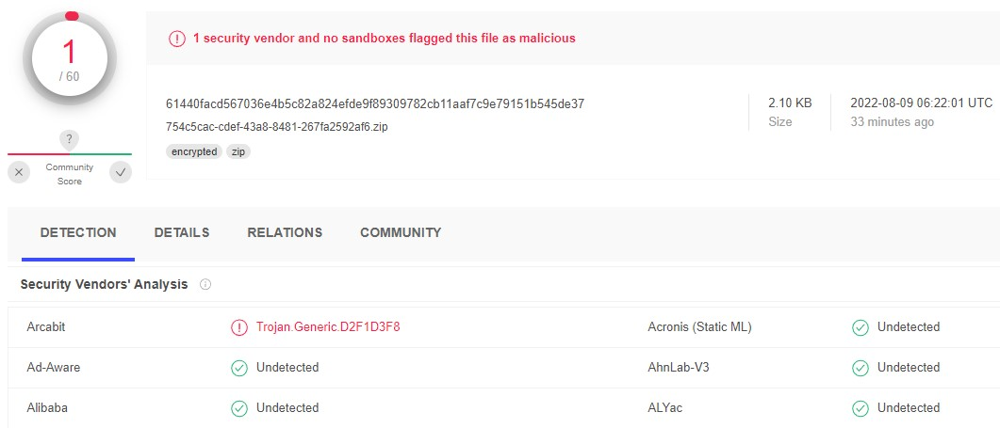 1
/ 60
1 security vendor and no sandboxes flagged this file as malicious
61440facd567036e4b5c82a824efde9f89309782cb11aaf7c9e79151b545de37
754c5cac-cdef-43a8-8481-267fa2592af6.zip
encrypted zip
2.10 KB
Size
2022-08-09 06:22:01 UTC
33 minutes ago
?
Community
Score
DETECTION DETAILS RELATIONS COMMUNITY
Security Vendors' Analysis
Arcabit Trojan.Generic.D2F1D3F8 Acronis (Static ML) Undetected
Ad-Aware Undetected AhnLab-V3 Undetected
Alibaba Undetected ALYac Undetected